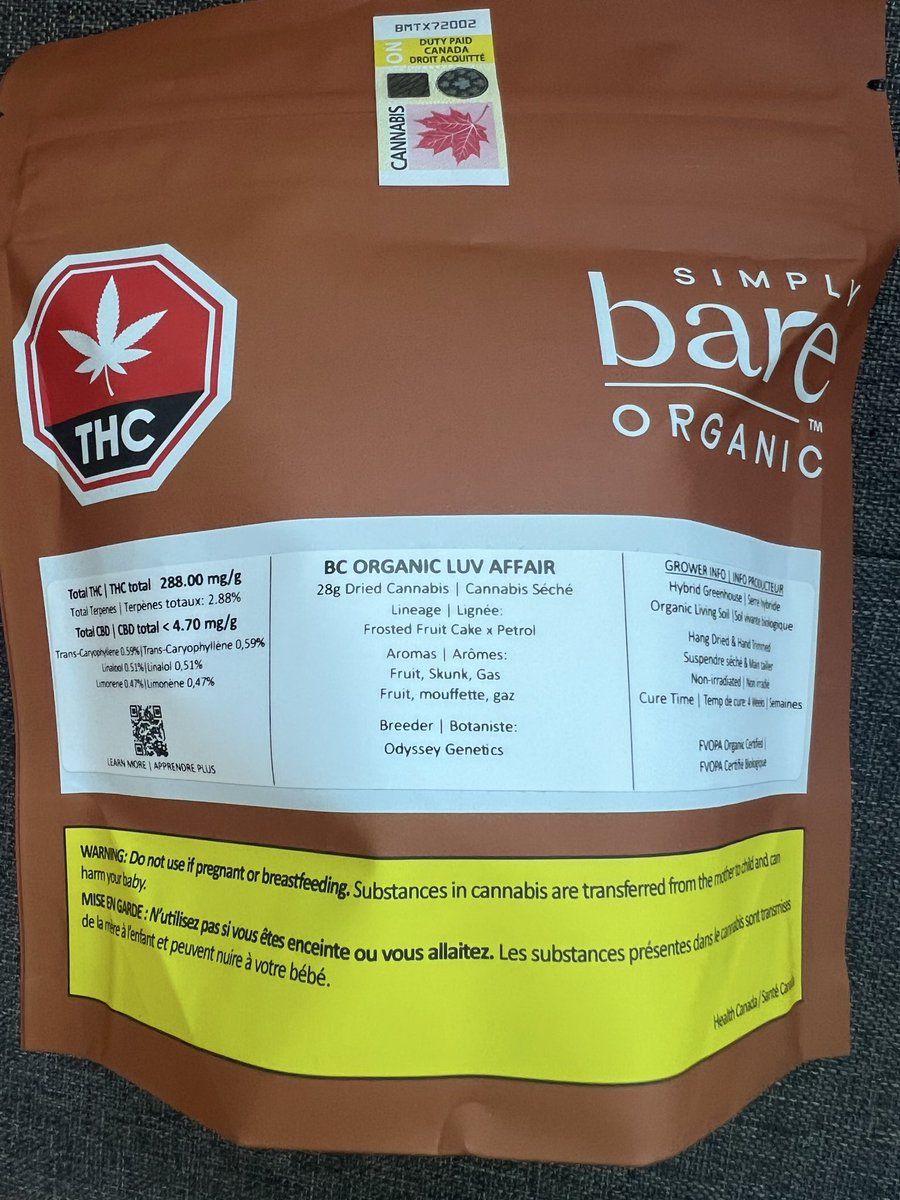 BMTX72002
ON
DUTY PAID
CANADA
DROIT ACQUITTÉ
CANNABIS
THC
SIMPLY
bare
ORGANIC™
Total THC | THC total 288.00 mg/g
Total Terpenes | Terpènes totaux: 2.88%
Total CBD | CBD total < 4.70 mg/g
Trans-Caryophyllene 0.59%|Trans-Caryophyllène 0,59%
Linalool 0.51%|Linalol 0,51%
Limonene 0.47%|Limonène 0,47%
LEARN MORE | APPRENDRE PLUS
BC ORGANIC LUV AFFAIR
28g Dried Cannabis | Cannabis Séché
Lineage | Lignée:
Frosted Fruit Cake x Petrol
Aromas | Arômes:
Fruit, Skunk, Gas
Fruit, mouffette, gaz
Breeder | Botaniste:
Odyssey Genetics
GROWER INFO | INFO PRODUCTEUR
Hybrid Greenhouse | Serre hybride
Organic Living Soil | Sol vivante biologique
Hang Dried & Hand Trimmed
Suspendre séché & Main tailler
Non-irradiated | Non irradie
Cure Time | Temp de cure: 4 Weeks | Semaines
FVOPA Organic Certified |
FVOPA Certifié Biologique
WARNING: Do not use if pregnant or breastfeeding. Substances in cannabis are transferred from the mother to child and can
harm your baby.
MISE EN GARDE : N'utilisez pas si vous êtes enceinte ou vous allaitez. Les substances présentes dans le cannabis sont transmises
de la mère à l'enfant et peuvent nuire à votre bébé.
Health Canada / Santé Canada